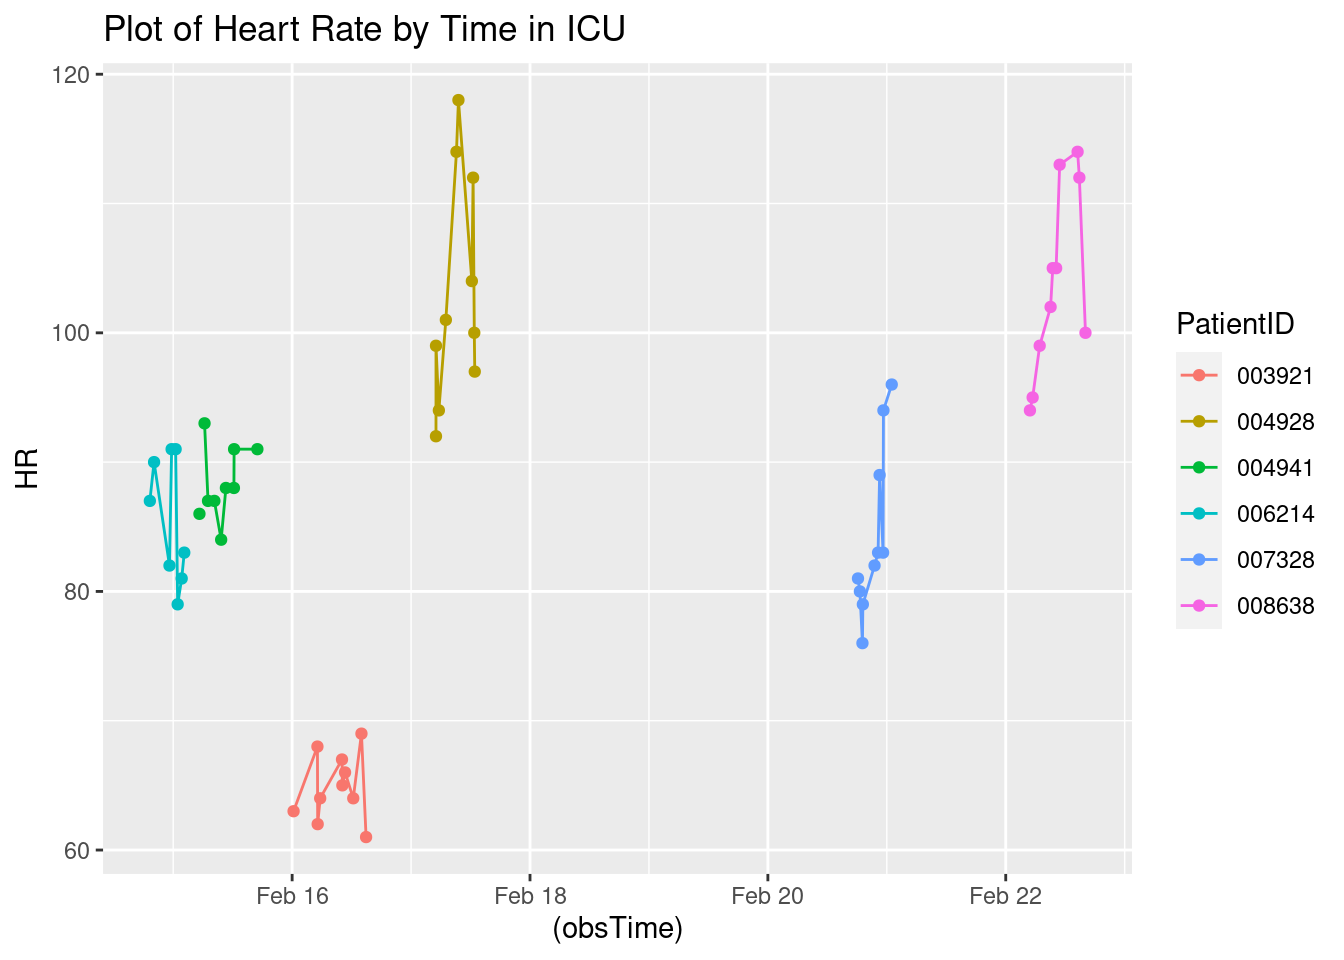 Plot of Heart Rate by Time in ICU
120
100
80
60
HR
Feb 16
Feb 18
Feb 20
Feb 22
(obsTime)
PatientID
003921
004928
004941
006214
007328
008638